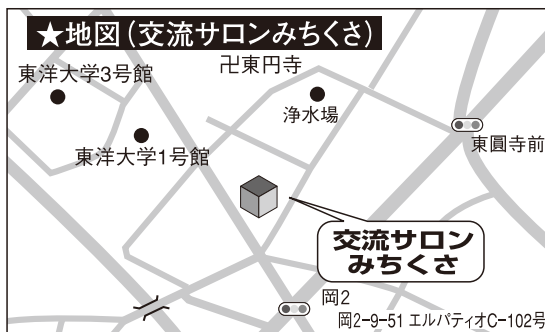 ★地図(交流サロンみちくさ)
東洋大学3号館
卍東円寺
浄水場
東圓寺前
東洋大学1号館
交流サロン
みちくさ
岡2
岡2-9-51 エルパティオC-102号